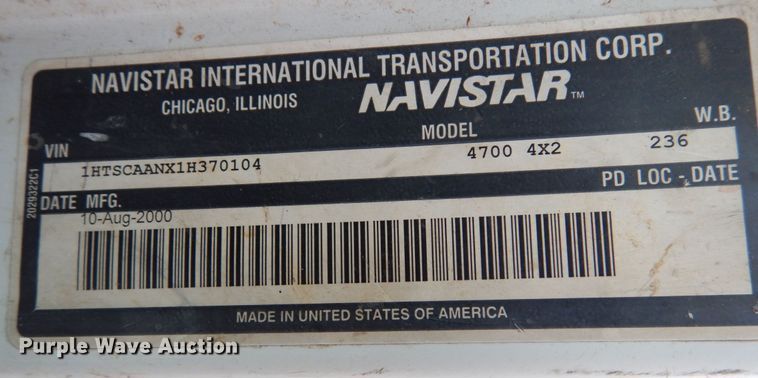 NAVISTAR INTERNATIONAL TRANSPORTATION CORP.
CHICAGO, ILLINOIS NAVISTAR™
VIN MODEL W.B.
1HTSCAANX1H370104 4700 4X2 236
PD LOC - DATE
DATE MFG.
10-Aug-2000
2029322C1
MADE IN UNITED STATES OF AMERICA
Purple Wave Auction